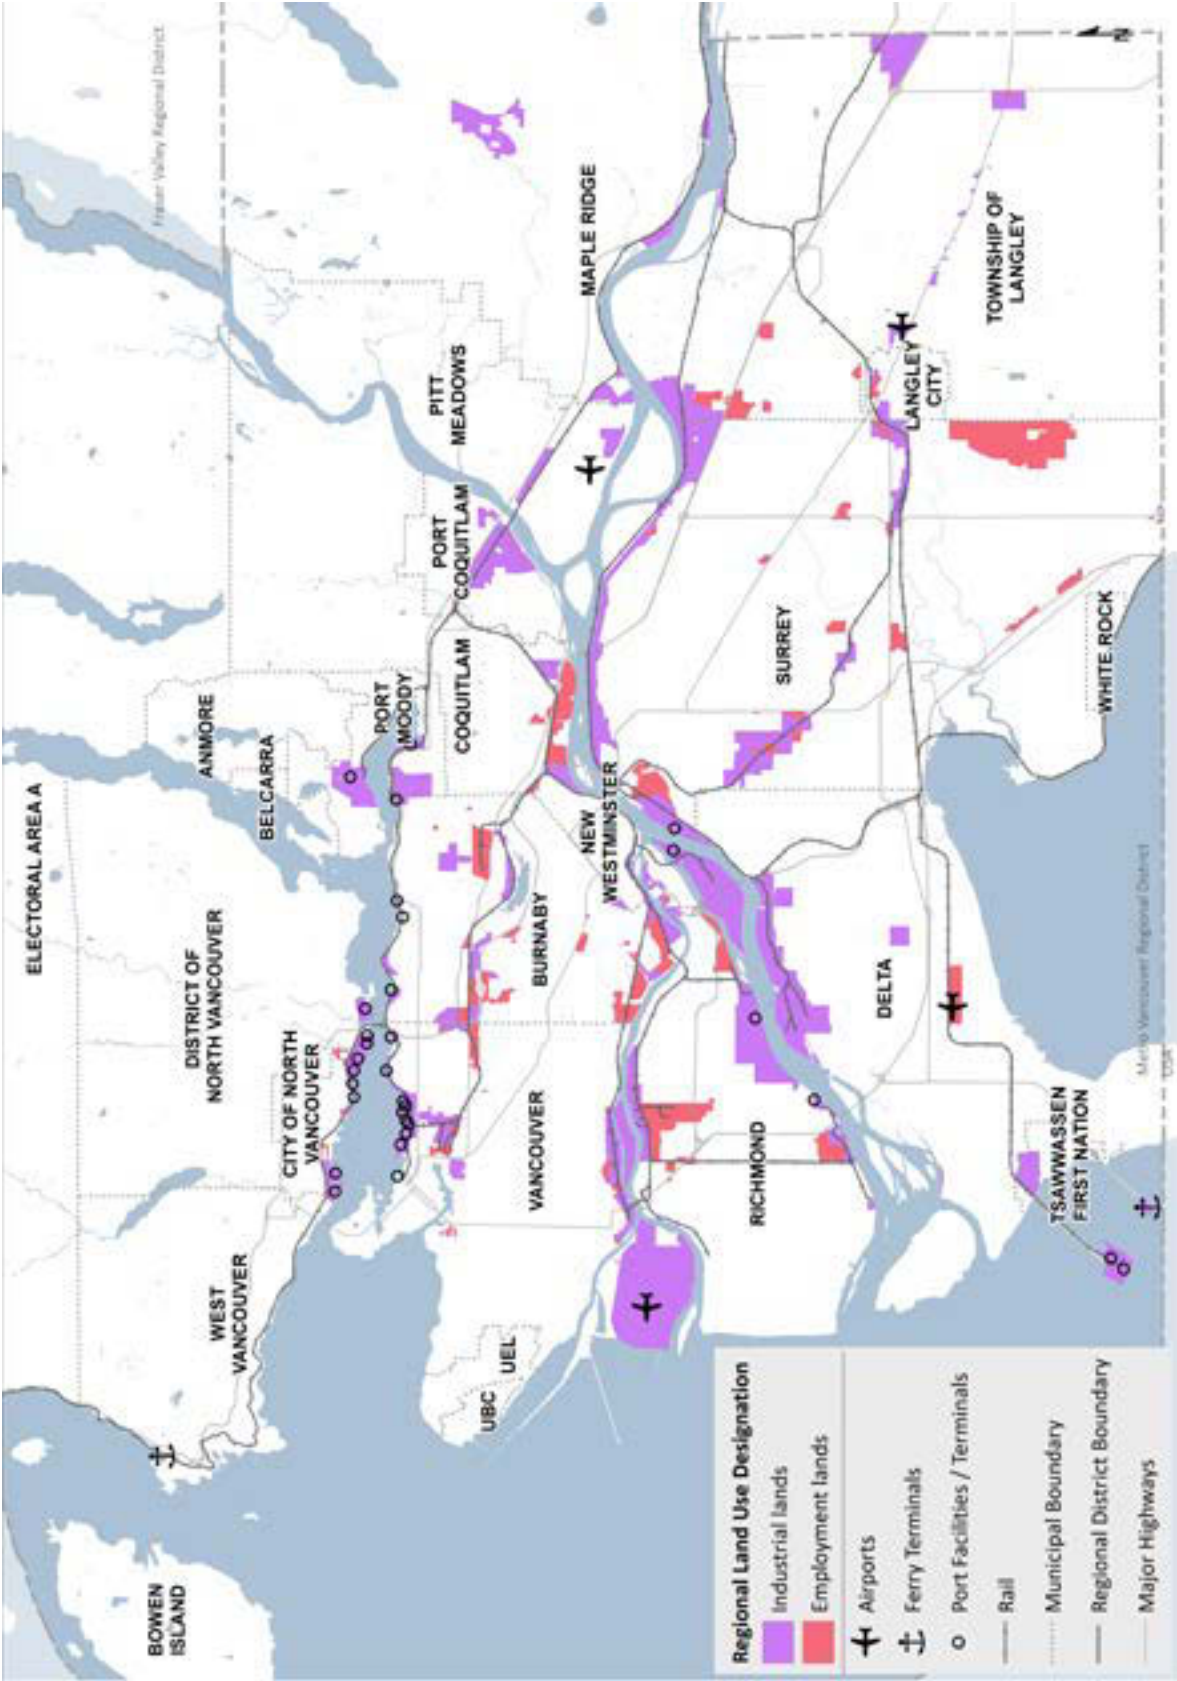 ELECTORAL AREA A
Fraser Valley Regional District
BOWEN
ISLAND
WEST
VANCOUVER
DISTRICT OF
NORTH VANCOUVER
CITY OF NORTH
VANCOUVER
BELCARRA
ANMORE
PORT
MOODY
COQUITLAM
PORT
COQUITLAM
PITT
MEADOWS
MAPLE RIDGE
UBC
UEL
VANCOUVER
BURNABY
NEW
WESTMINSTER
RICHMOND
SURREY
DELTA
LANGLEY
CITY
TOWNSHIP OF
LANGLEY
WHITE ROCK
TSAWWASSEN
FIRST NATION
Metro Vancouver Regional District
USA
N
Regional Land Use Designation
Industrial lands
Employment lands
Airports
Ferry Terminals
Port Facilities / Terminals
Rail
Municipal Boundary
Regional District Boundary
Major Highways